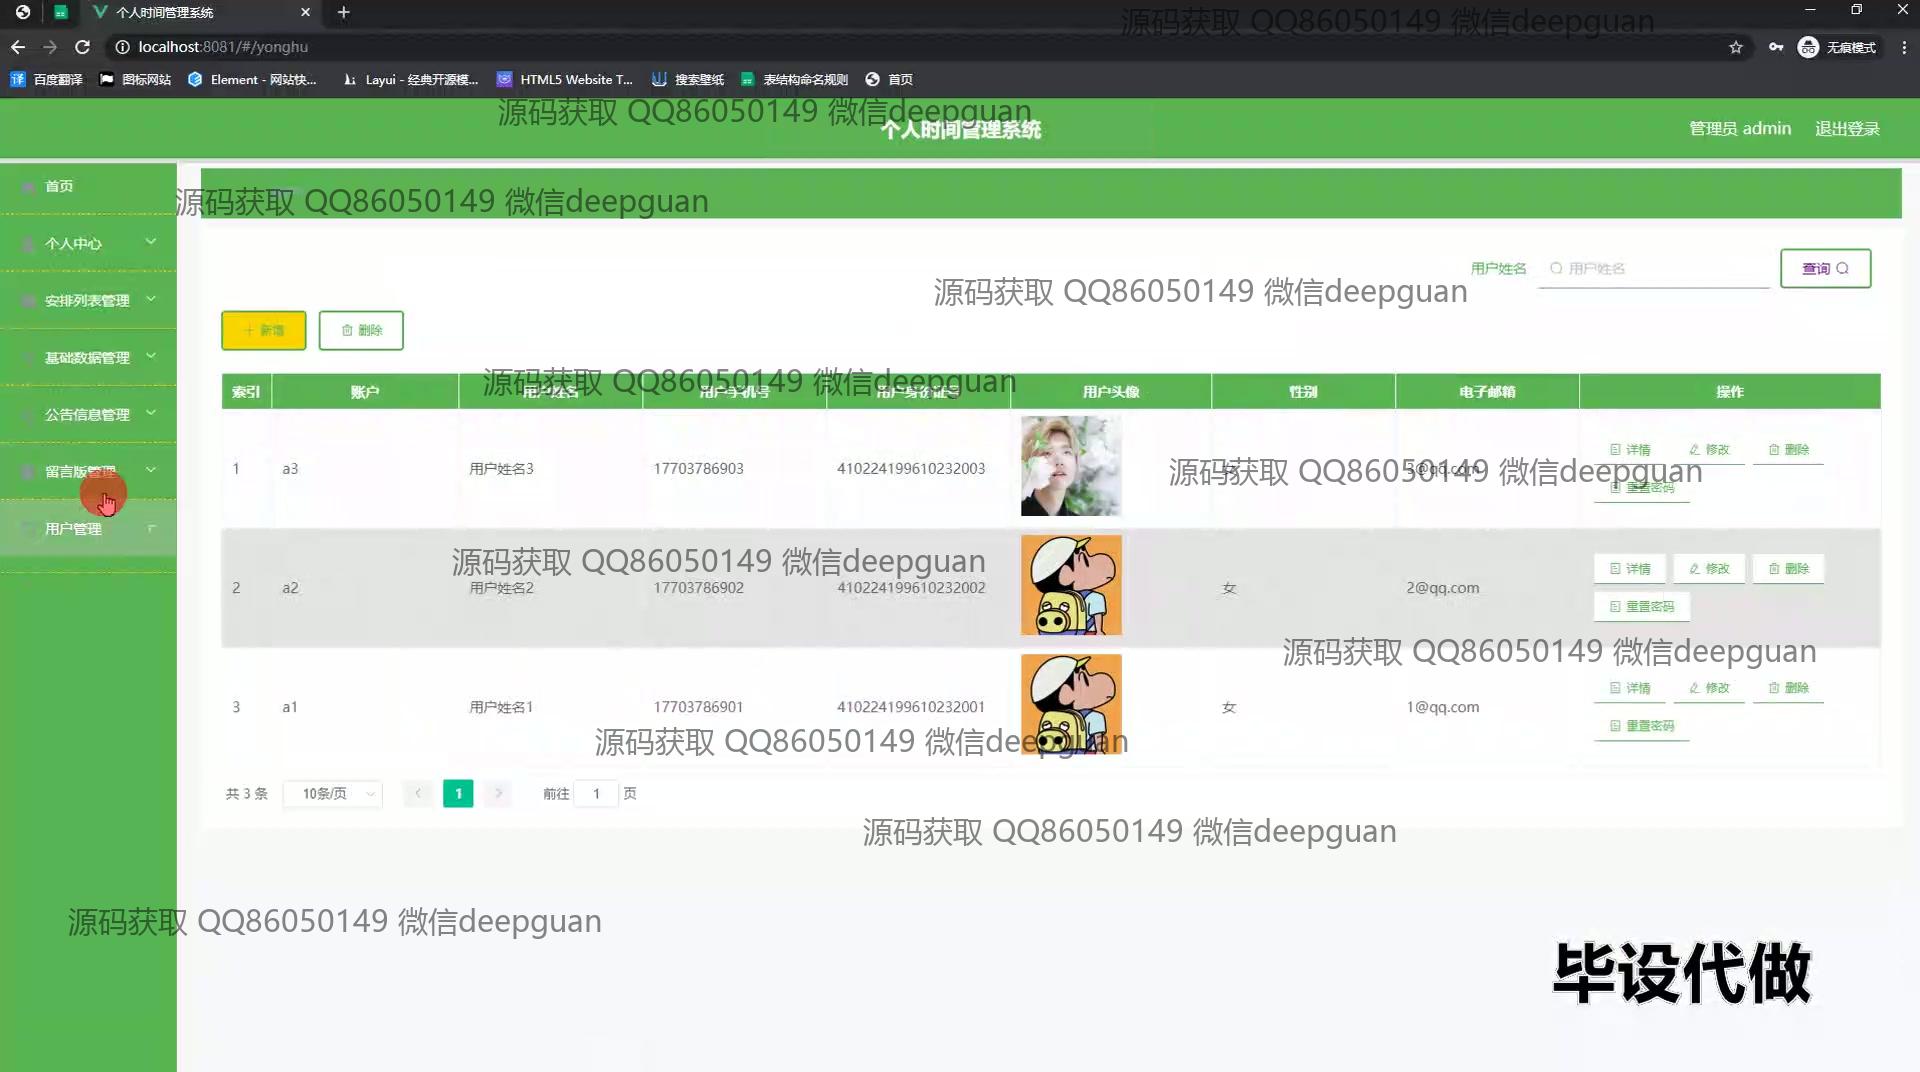 个人时间管理系统
localhost:8081/#/yonghu
无痕模式
百度翻译 图标网站 Element - 网站快... Layui - 经典开源模... HTML5 Website T... 搜索壁纸 表结构命名规则 首页
源码获取 QQ86050149 微信deepguan
源码获取 QQ86050149 微信deepguan
个人时间管理系统
管理员 admin 退出登录
首页
源码获取 QQ86050149 微信deepguan
个人中心
安排列表管理
基础数据管理
公告信息管理
留言版管理
用户管理
用户姓名 用户姓名 查询
源码获取 QQ86050149 微信deepguan
新增 删除
源码获取 QQ86050149 微信deepguan
索引 账户 用户姓名 用户手机号 用户身份证号 用户头像 性别 电子邮箱 操作
1 a3 用户姓名3 17703786903 410224199610232003 3@qq.com 详情 修改 删除
重置密码
源码获取 QQ86050149 微信deepguan
源码获取 QQ86050149 微信deepguan
2 a2 用户姓名2 17703786902 410224199610232002 女 2@qq.com 详情 修改 删除
重置密码
源码获取 QQ86050149 微信deepguan
3 a1 用户姓名1 17703786901 410224199610232001 女 1@qq.com 详情 修改 删除
重置密码
源码获取 QQ86050149 微信deepguan
共 3 条 10条/页 1 前往 1 页
源码获取 QQ86050149 微信deepguan
源码获取 QQ86050149 微信deepguan
毕设代做